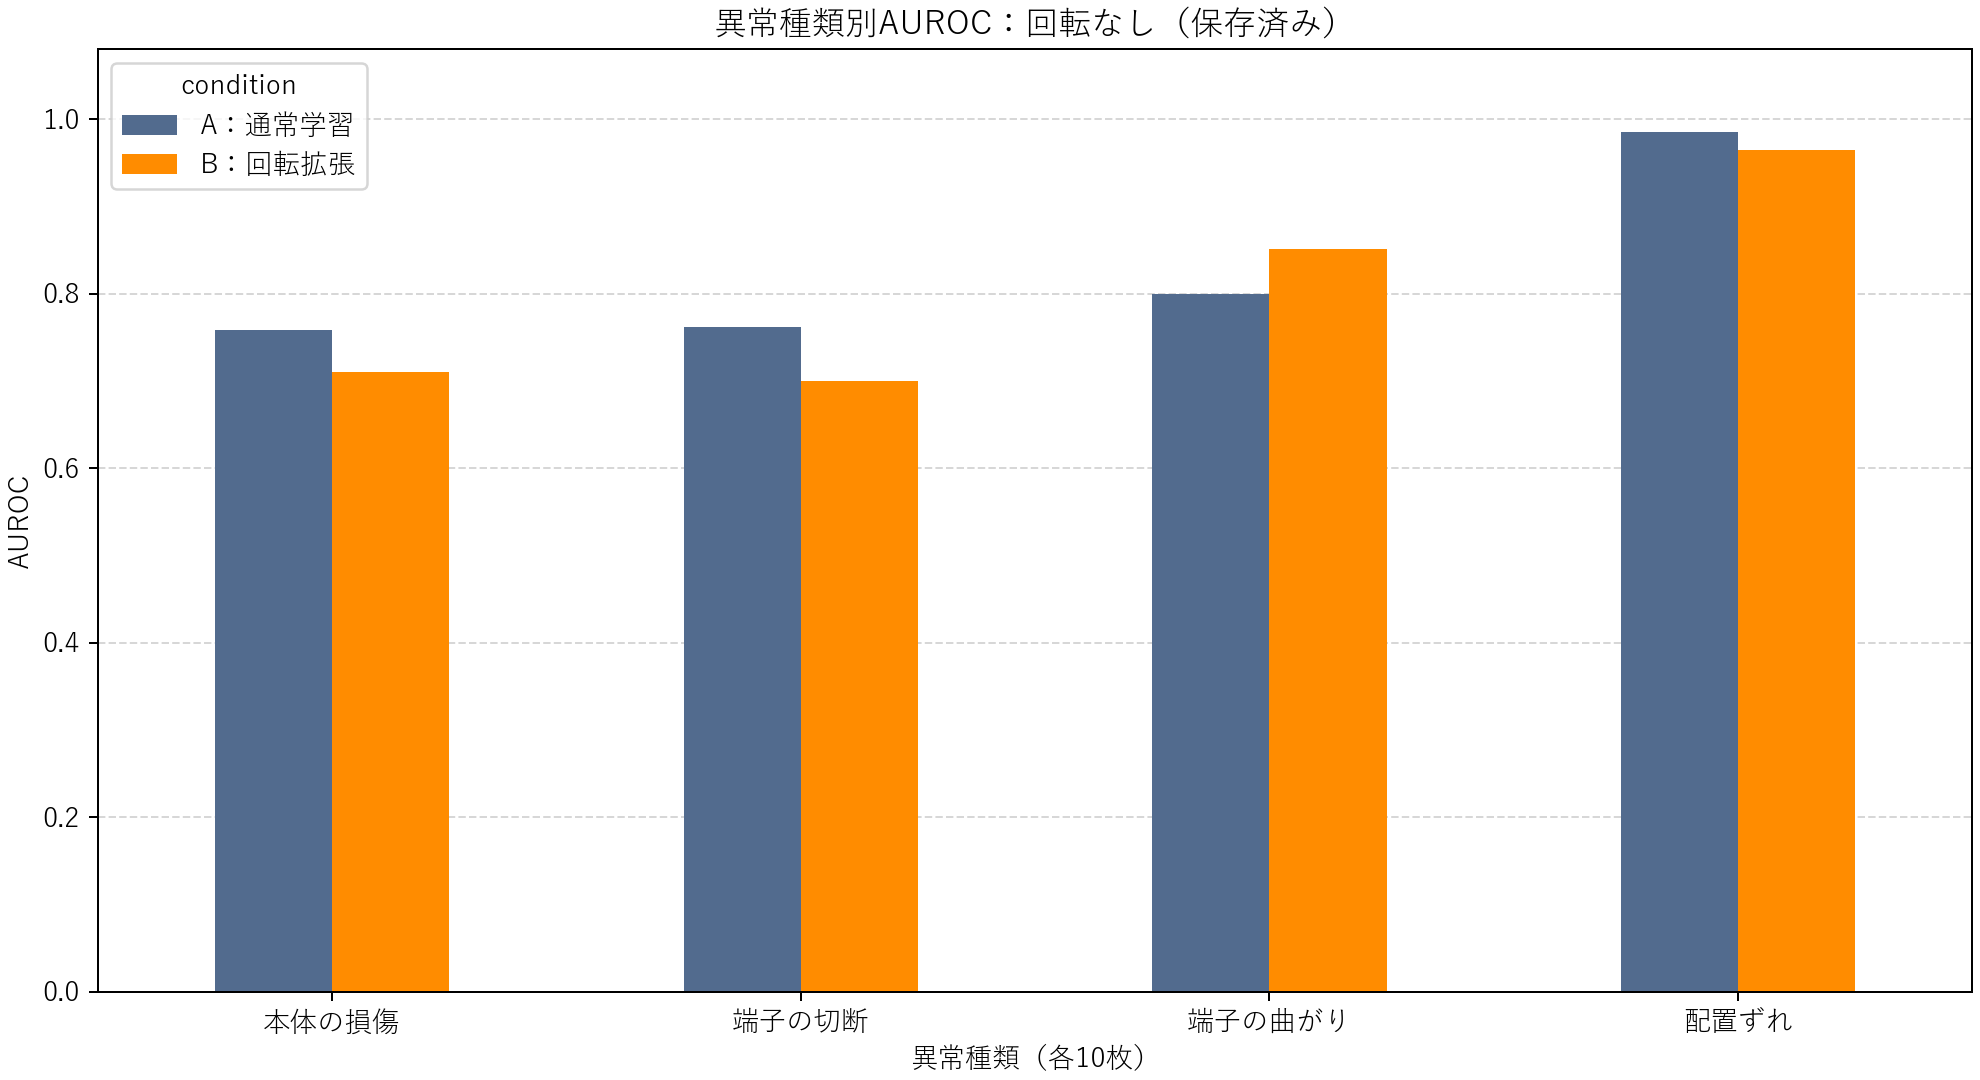 異常種類別AUROC：回転なし（保存済み）
condition
A：通常学習
B：回転拡張
AUROC
1.0
0.8
0.6
0.4
0.2
0.0
本体の損傷
端子の切断
端子の曲がり
配置ずれ
異常種類（各10枚）